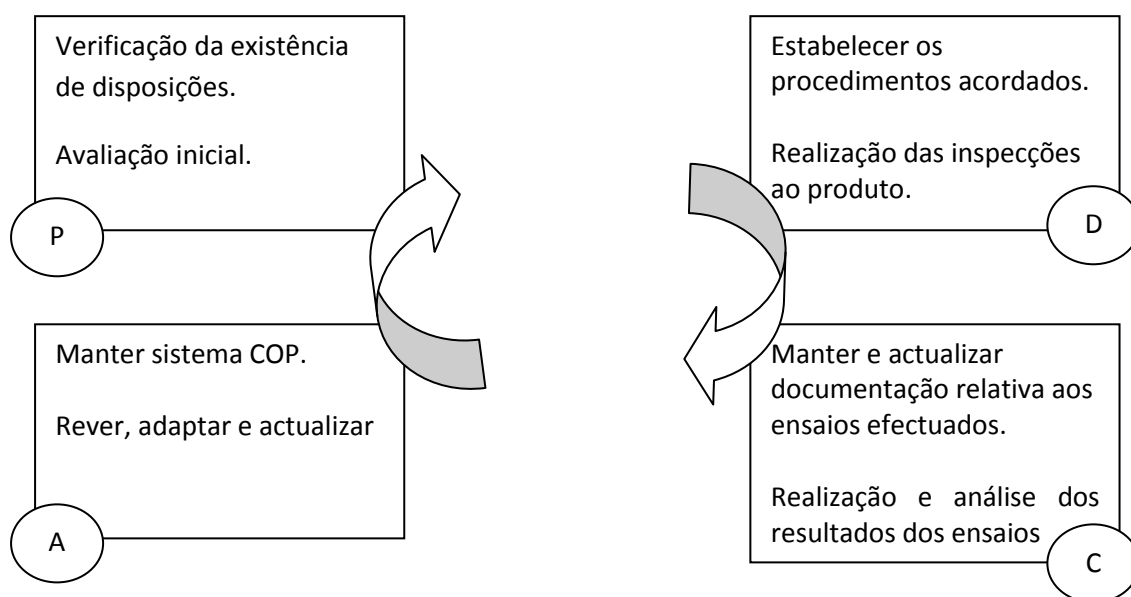 Verificação da existência
de disposições.
Avaliação inicial.
P
Estabelecer os
procedimentos acordados.
Realização das inspecções
ao produto.
D
Manter sistema COP.
Rever, adaptar e actualizar
A
Manter e actualizar
documentação relativa aos
ensaios efectuados.
Realização e análise dos
resultados dos ensaios
C